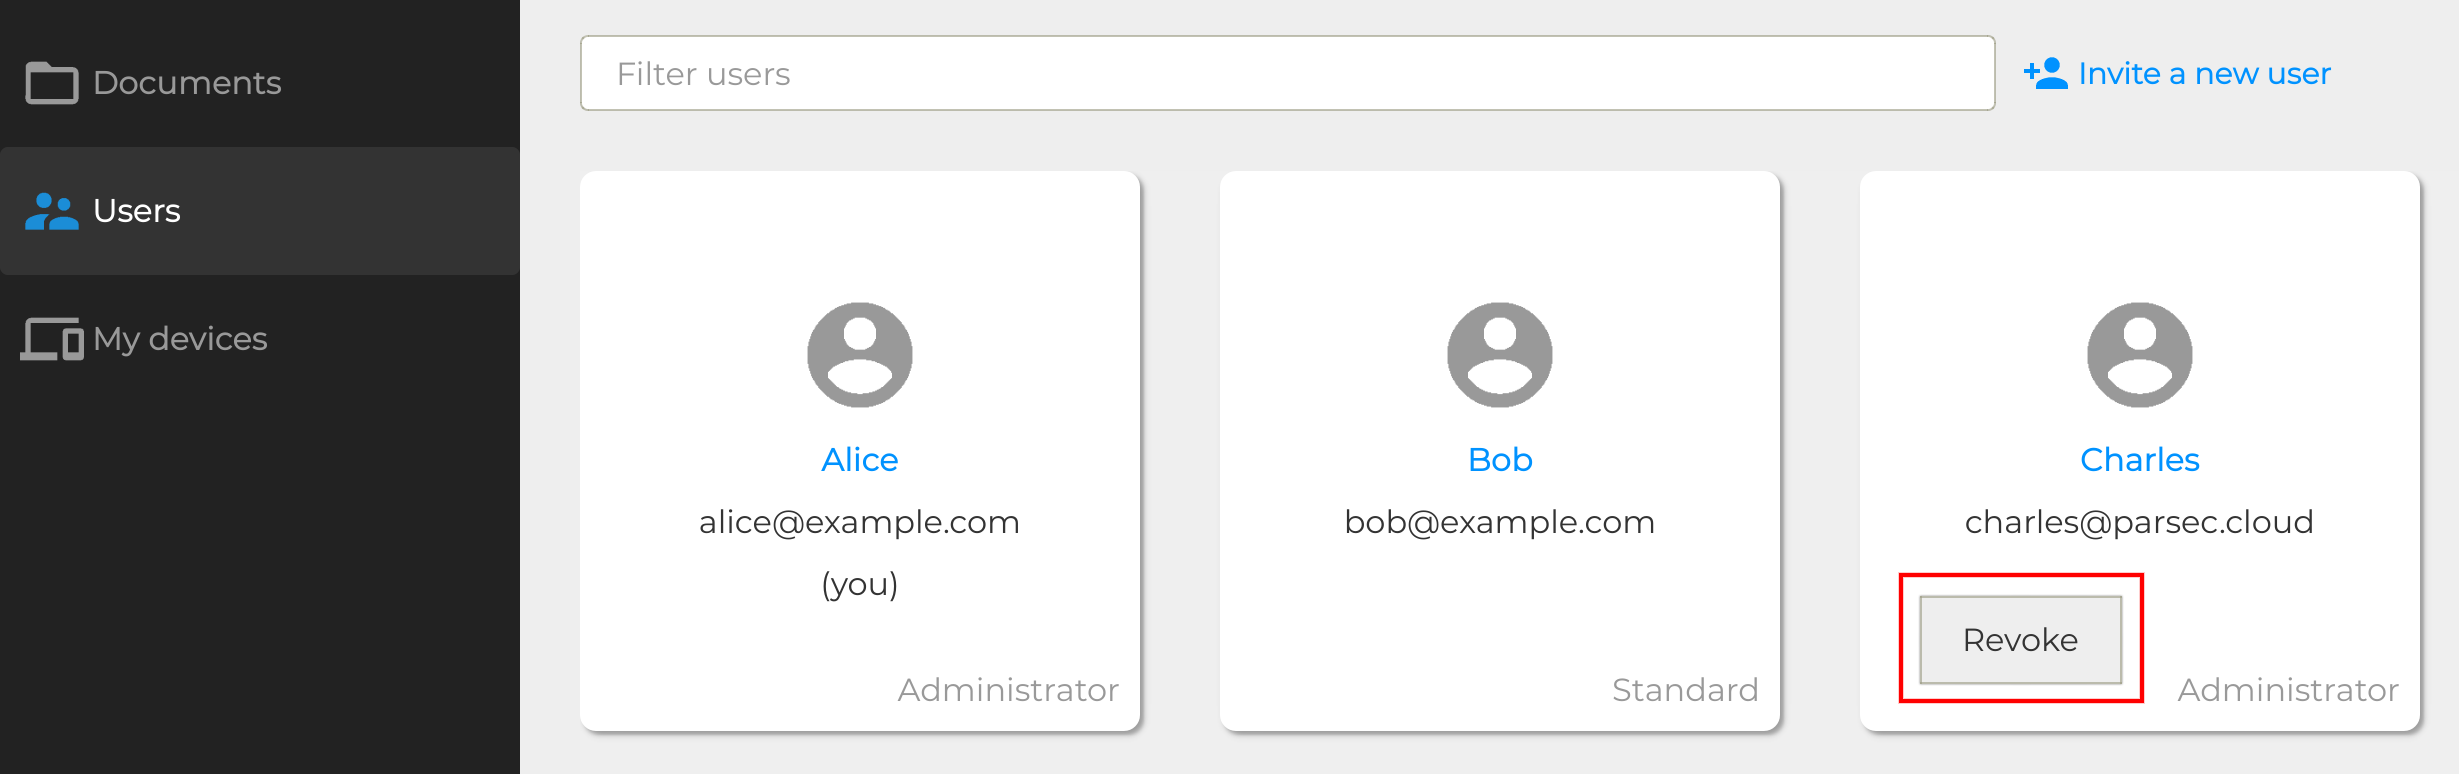 Documents
Users
My devices
Filter users
Invite a new user
Alice
alice@example.com
(you)
Administrator
Bob
bob@example.com
Standard
Charles
charles@parsec.cloud
Revoke
Administrator